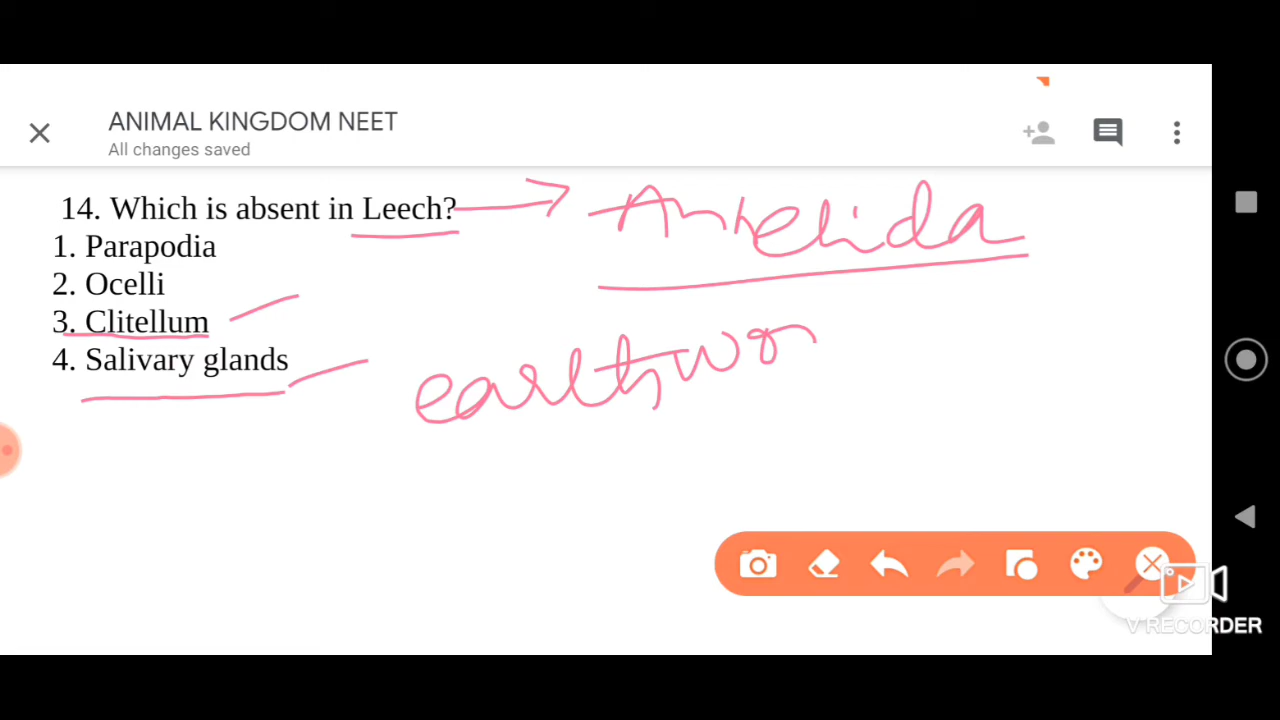 ANIMAL KINGDOM NEET
All changes saved
14. Which is absent in Leech?
Annelida
1. Parapodia
2. Ocelli
3. Clitellum
4. Salivary glands
earthwor
V RECORDER